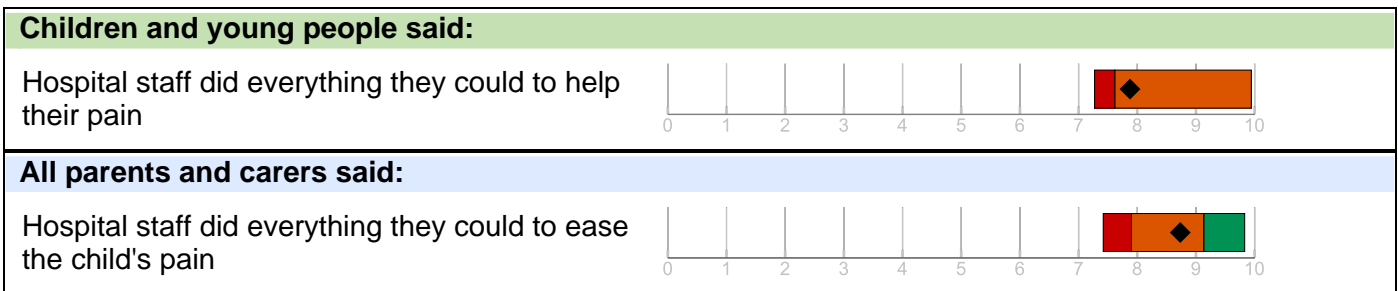 Children and young people said:
Hospital staff did everything they could to help
their pain
0 1 2 3 4 5 6 7 8 9 10
All parents and carers said:
Hospital staff did everything they could to ease
the child's pain
0 1 2 3 4 5 6 7 8 9 10